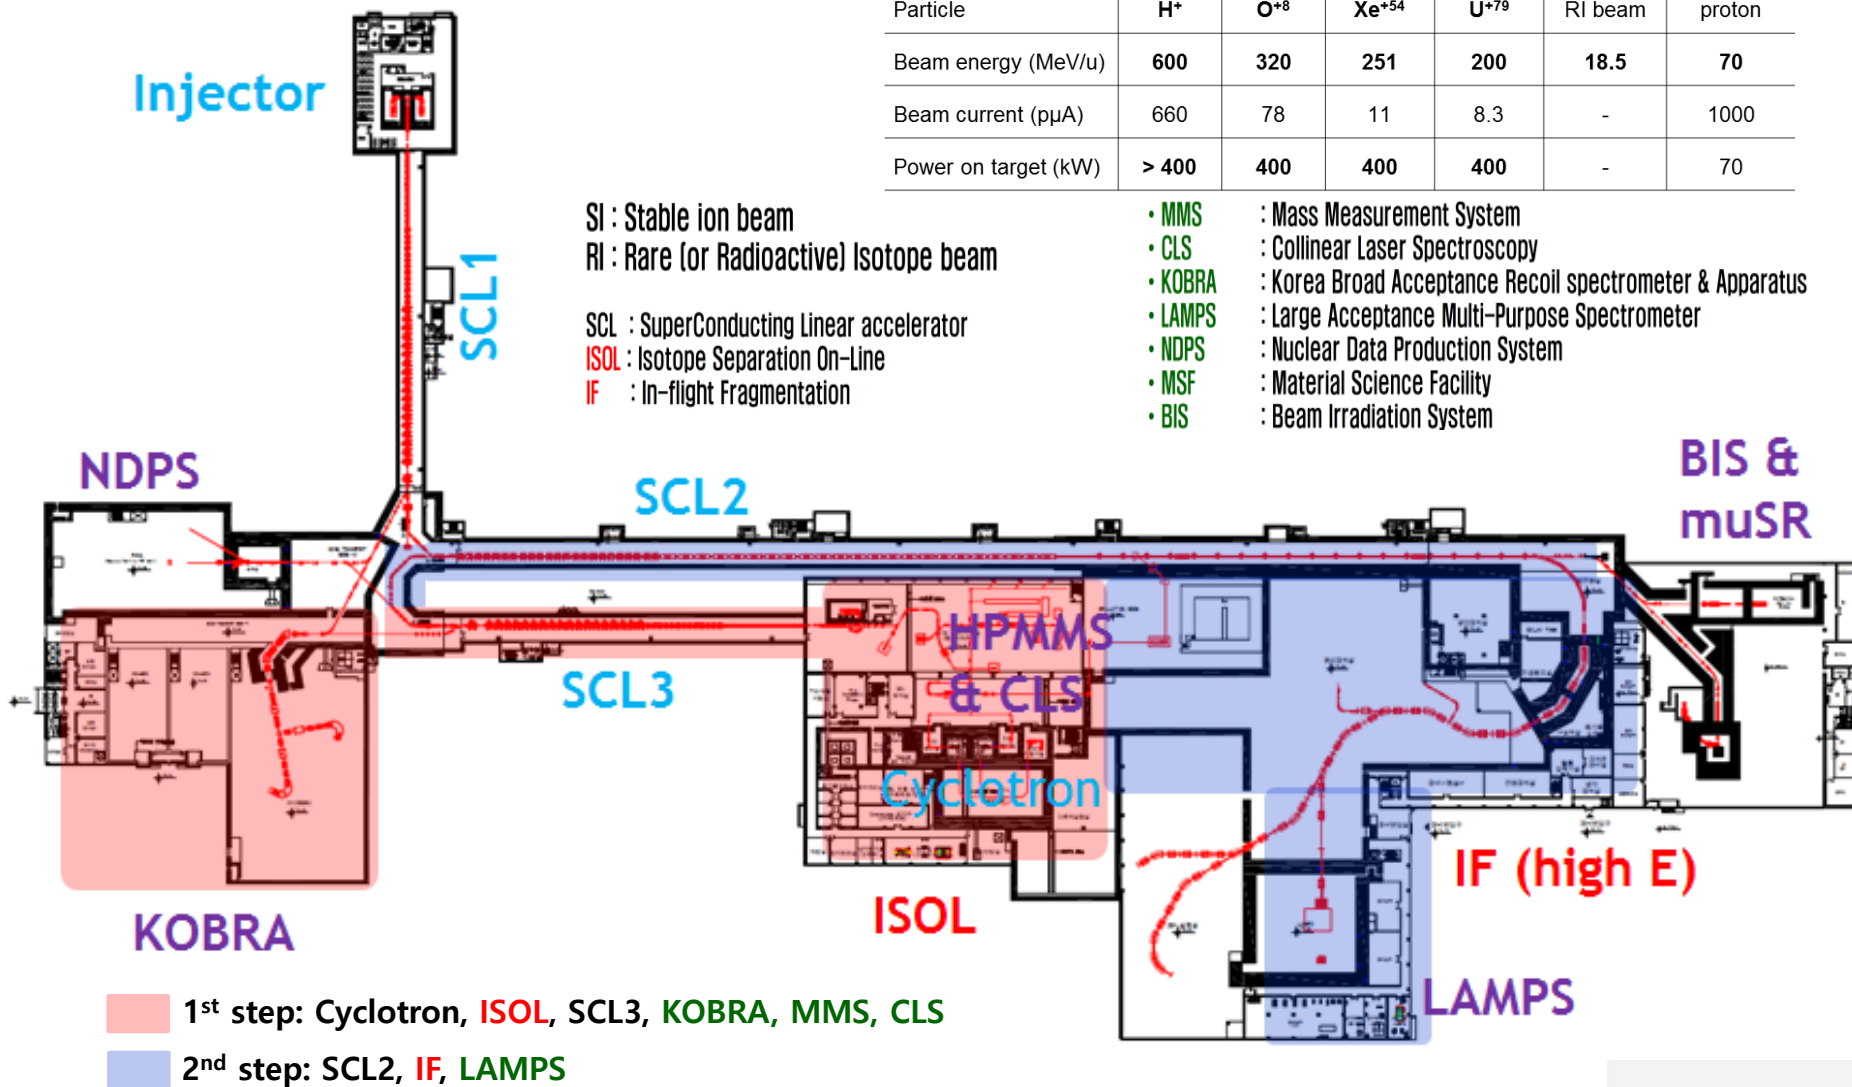 Particle H⁺ O⁺⁸ Xe⁺⁵⁴ U⁺⁷⁹ RI beam proton
Beam energy (MeV/u) 600 320 251 200 18.5 70
Beam current (pμA) 660 78 11 8.3 - 1000
Power on target (kW) > 400 400 400 400 - 70
Injector
SCL1
SI : Stable ion beam
RI : Rare (or Radioactive) Isotope beam
SCL : SuperConducting Linear accelerator
ISOL : Isotope Separation On-Line
IF : In-flight Fragmentation
• MMS : Mass Measurement System
• CLS : Collinear Laser Spectroscopy
• KOBRA : Korea Broad Acceptance Recoil spectrometer & Apparatus
• LAMPS : Large Acceptance Multi-Purpose Spectrometer
• NDPS : Nuclear Data Production System
• MSF : Material Science Facility
• BIS : Beam Irradiation System
NDPS
SCL2
BIS &
muSR
SCL3
HPMMS
& CLS
Cyclotron
IF (high E)
ISOL
KOBRA
LAMPS
1st step: Cyclotron, ISOL, SCL3, KOBRA, MMS, CLS
2nd step: SCL2, IF, LAMPS